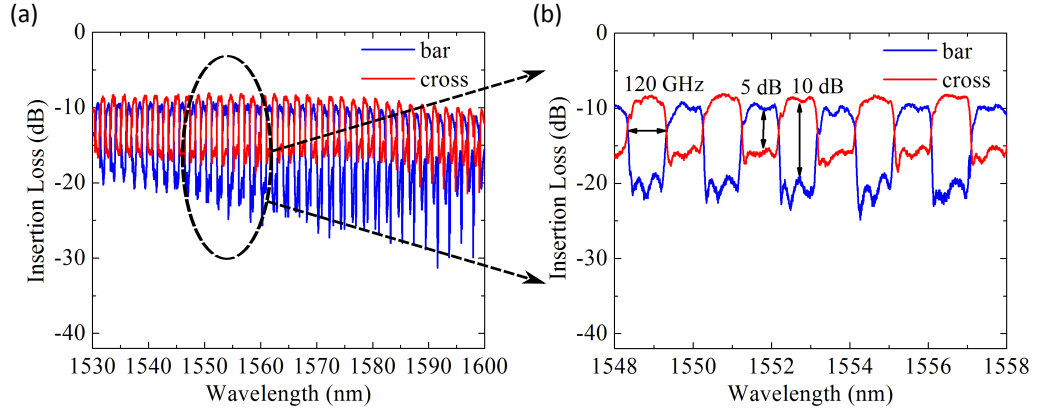 (a)
(b)
0
-10
-20
-30
-40
Insertion Loss (dB)
bar
cross
1530 1540 1550 1560 1570 1580 1590 1600
Wavelength (nm)
0
-10
-20
-30
-40
Insertion Loss (dB)
bar
cross
120 GHz
5 dB
10 dB
1548 1550 1552 1554 1556 1558
Wavelength (nm)